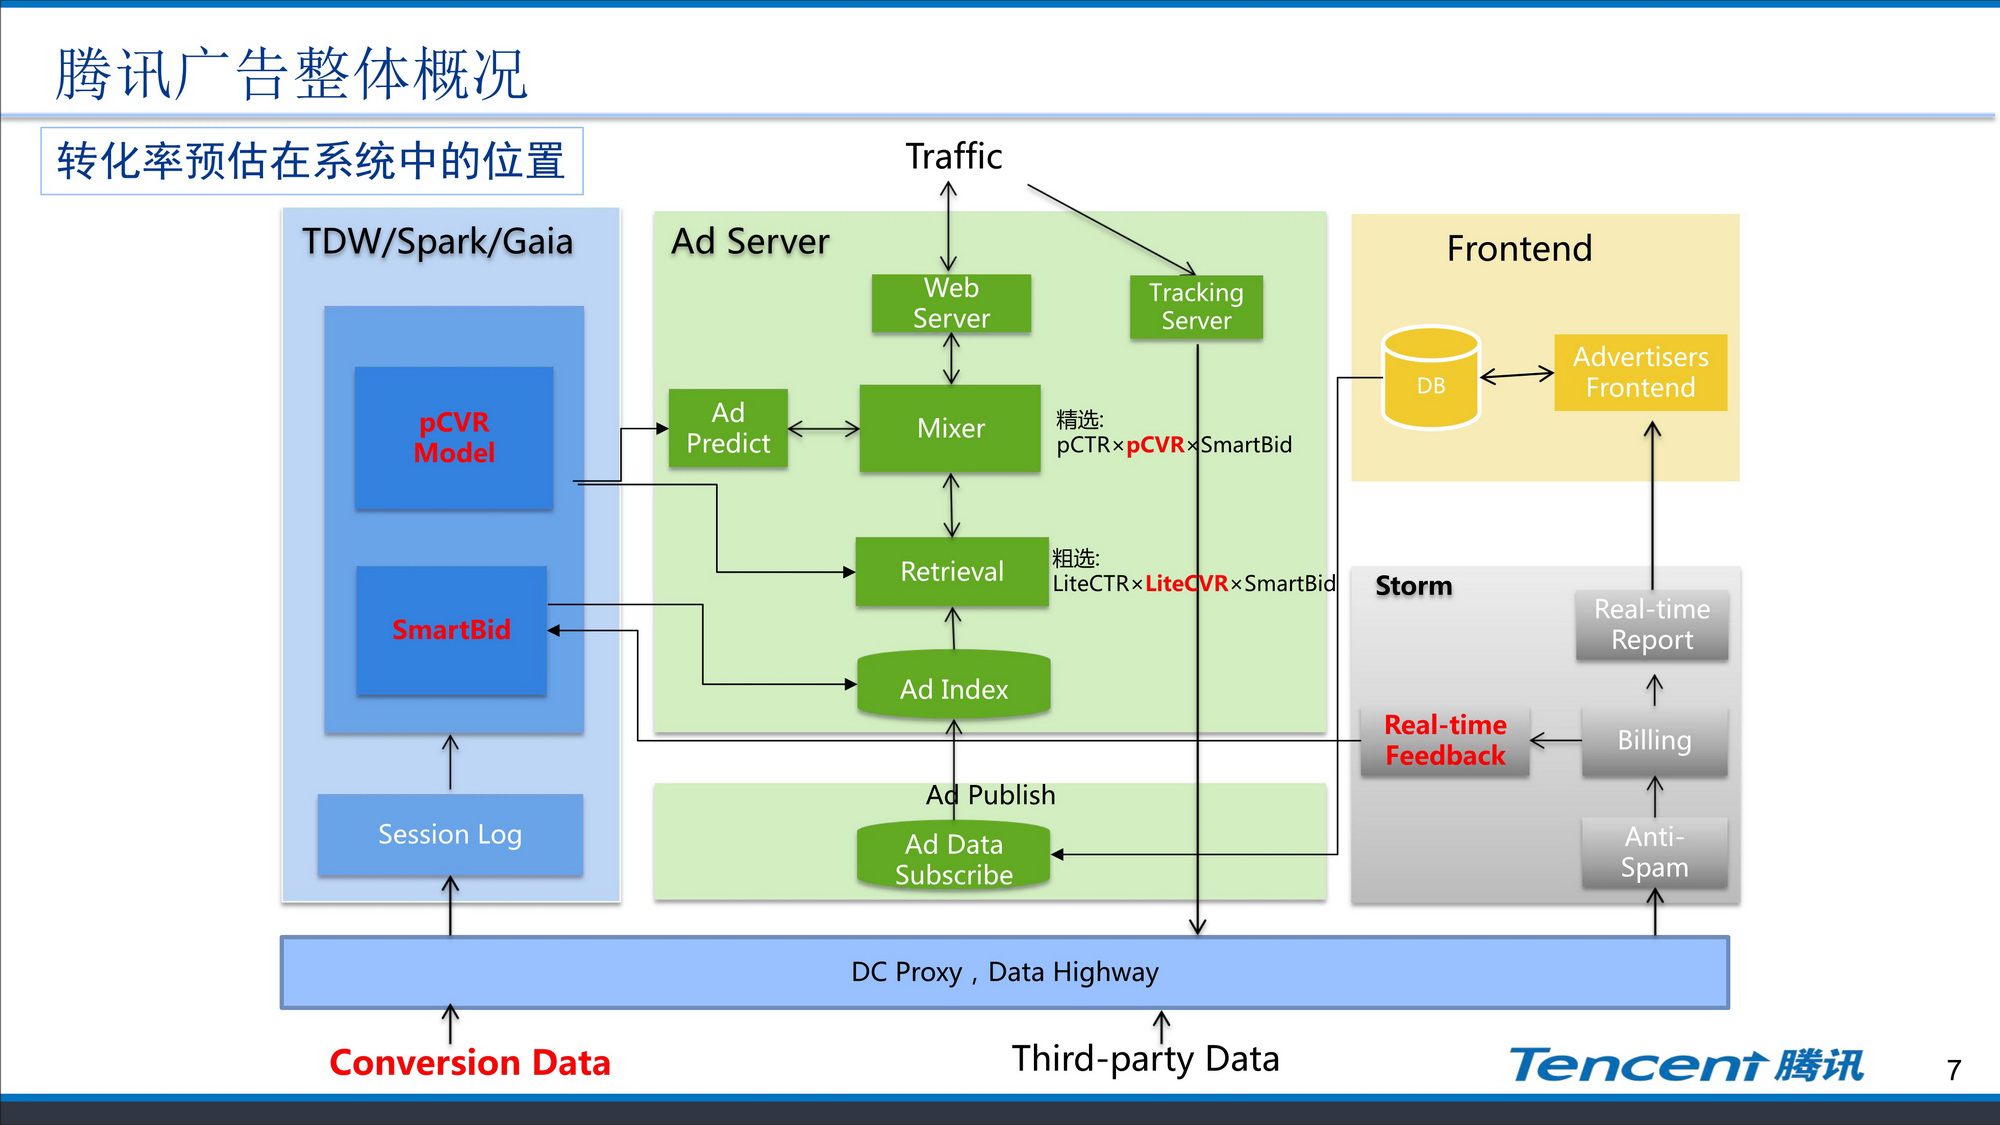 腾讯广告整体概况
转化率预估在系统中的位置
Traffic
TDW/Spark/Gaia
pCVR
Model
SmartBid
Session Log
Ad Server
Web
Server
Tracking
Server
Ad
Predict
Mixer
精选:
pCTR×pCVR×SmartBid
Retrieval
粗选:
LiteCTR×LiteCVR×SmartBid
Ad Index
Ad Publish
Ad Data
Subscribe
Frontend
DB
Advertisers
Frontend
Storm
Real-time
Report
Real-time
Feedback
Billing
Anti-
Spam
DC Proxy，Data Highway
Conversion Data
Third-party Data
Tencent 腾讯
7